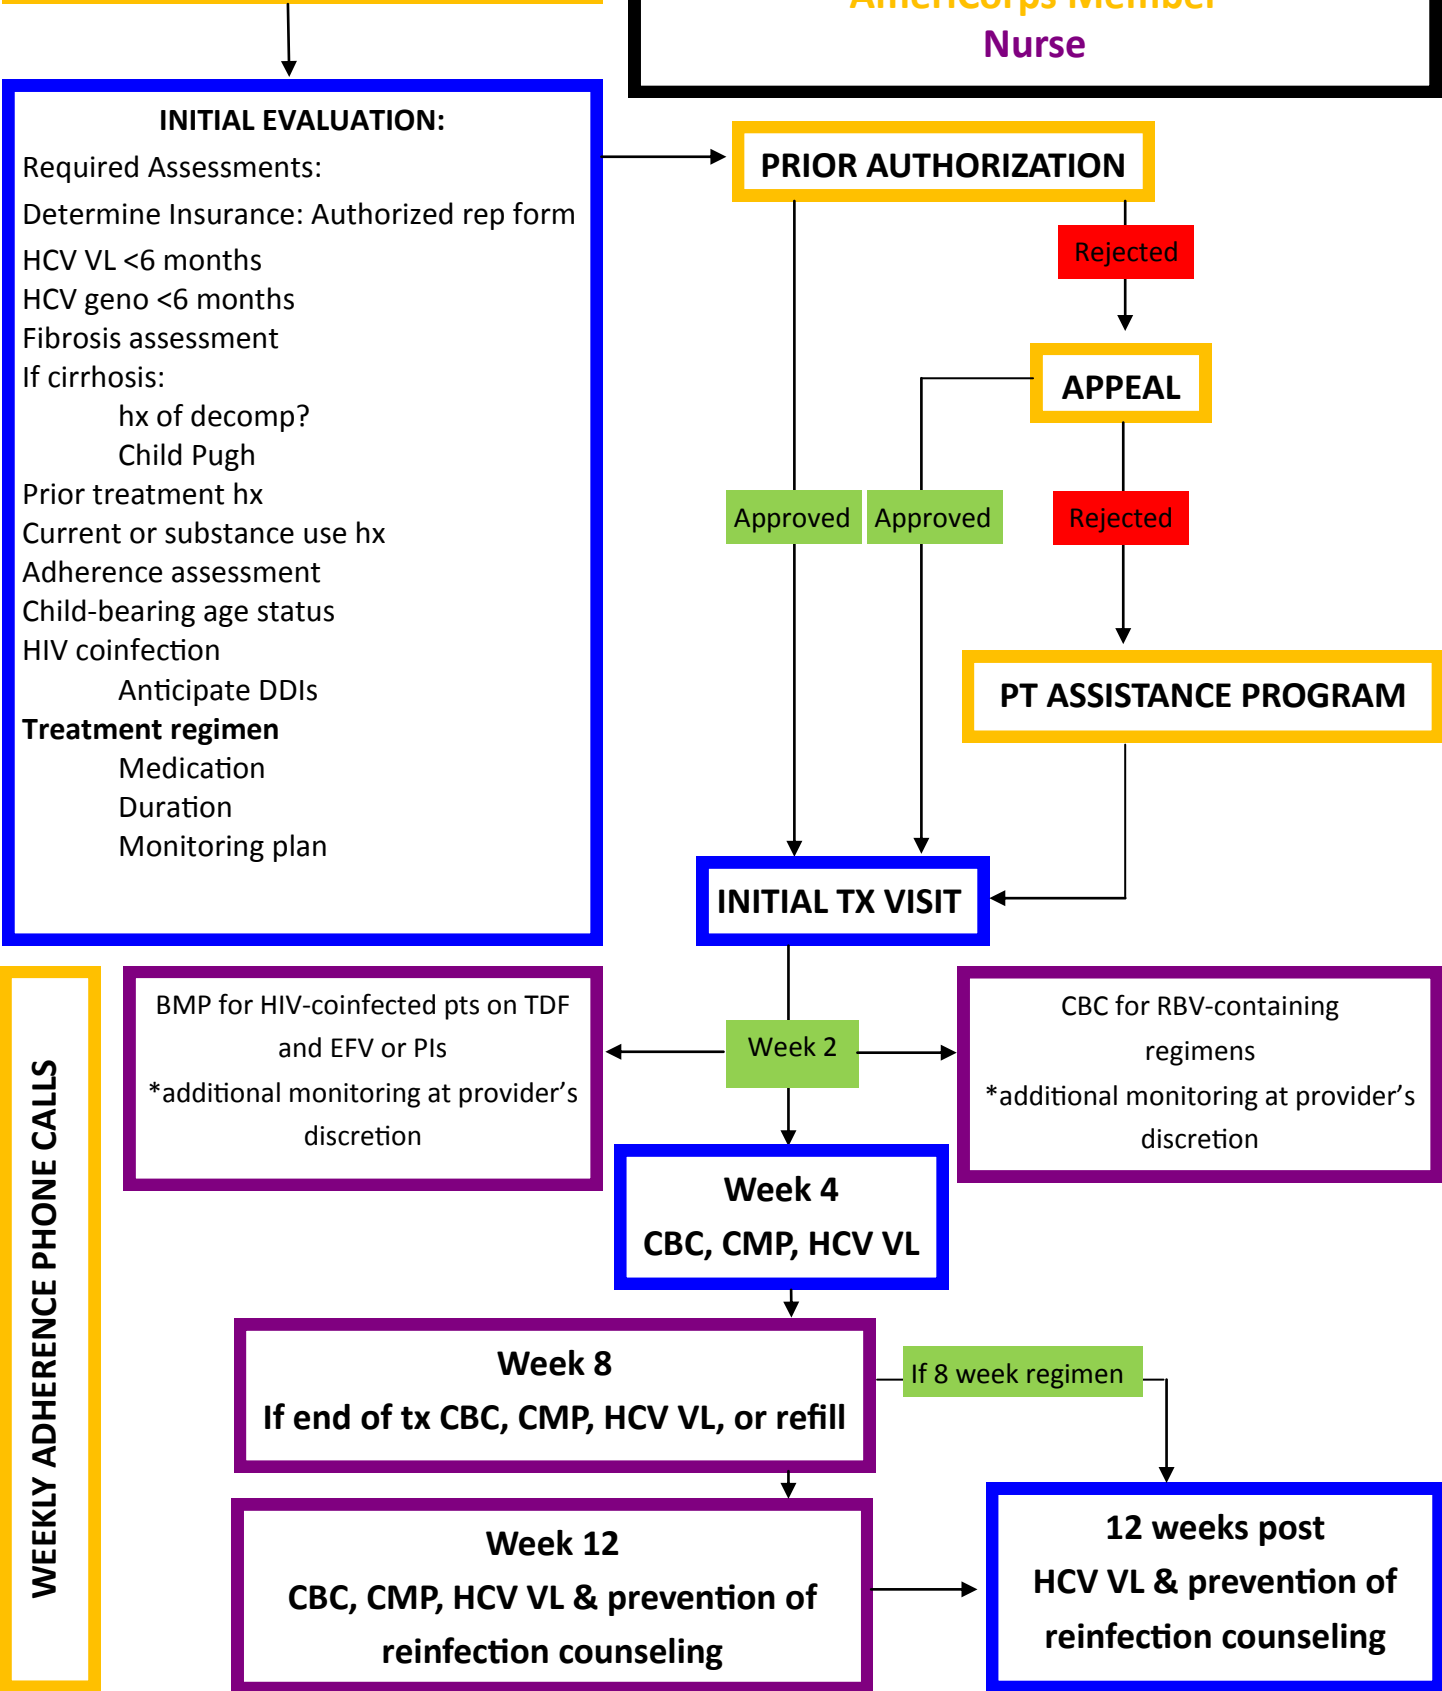 AmeriCorps Member
Nurse
INITIAL EVALUATION:
Required Assessments:
Determine Insurance: Authorized rep form
HCV VL <6 months
HCV geno <6 months
Fibrosis assessment
If cirrhosis:
hx of decomp?
Child Pugh
Prior treatment hx
Current or substance use hx
Adherence assessment
Child-bearing age status
HIV coinfection
Anticipate DDIs
Treatment regimen
Medication
Duration
Monitoring plan
PRIOR AUTHORIZATION
Rejected
APPEAL
Approved
Approved
Rejected
PT ASSISTANCE PROGRAM
INITIAL TX VISIT
WEEKLY ADHERENCE PHONE CALLS
BMP for HIV-coinfected pts on TDF
and EFV or PIs
*additional monitoring at provider's
discretion
Week 2
CBC for RBV-containing
regimens
*additional monitoring at provider's
discretion
Week 4
CBC, CMP, HCV VL
Week 8
If end of tx CBC, CMP, HCV VL, or refill
If 8 week regimen
Week 12
CBC, CMP, HCV VL & prevention of
reinfection counseling
12 weeks post
HCV VL & prevention of
reinfection counseling